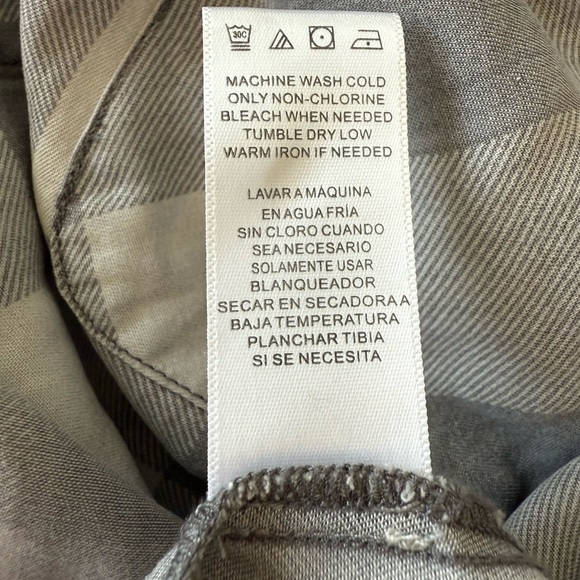 30C
MACHINE WASH COLD
ONLY NON-CHLORINE
BLEACH WHEN NEEDED
TUMBLE DRY LOW
WARM IRON IF NEEDED
LAVAR A MÁQUINA
EN AGUA FRÍA
SIN CLORO CUANDO
SEA NECESARIO
SOLAMENTE USAR
BLANQUEADOR
SECAR EN SECADORA A
BAJA TEMPERATURA
PLANCHAR TIBIA
SI SE NECESITA